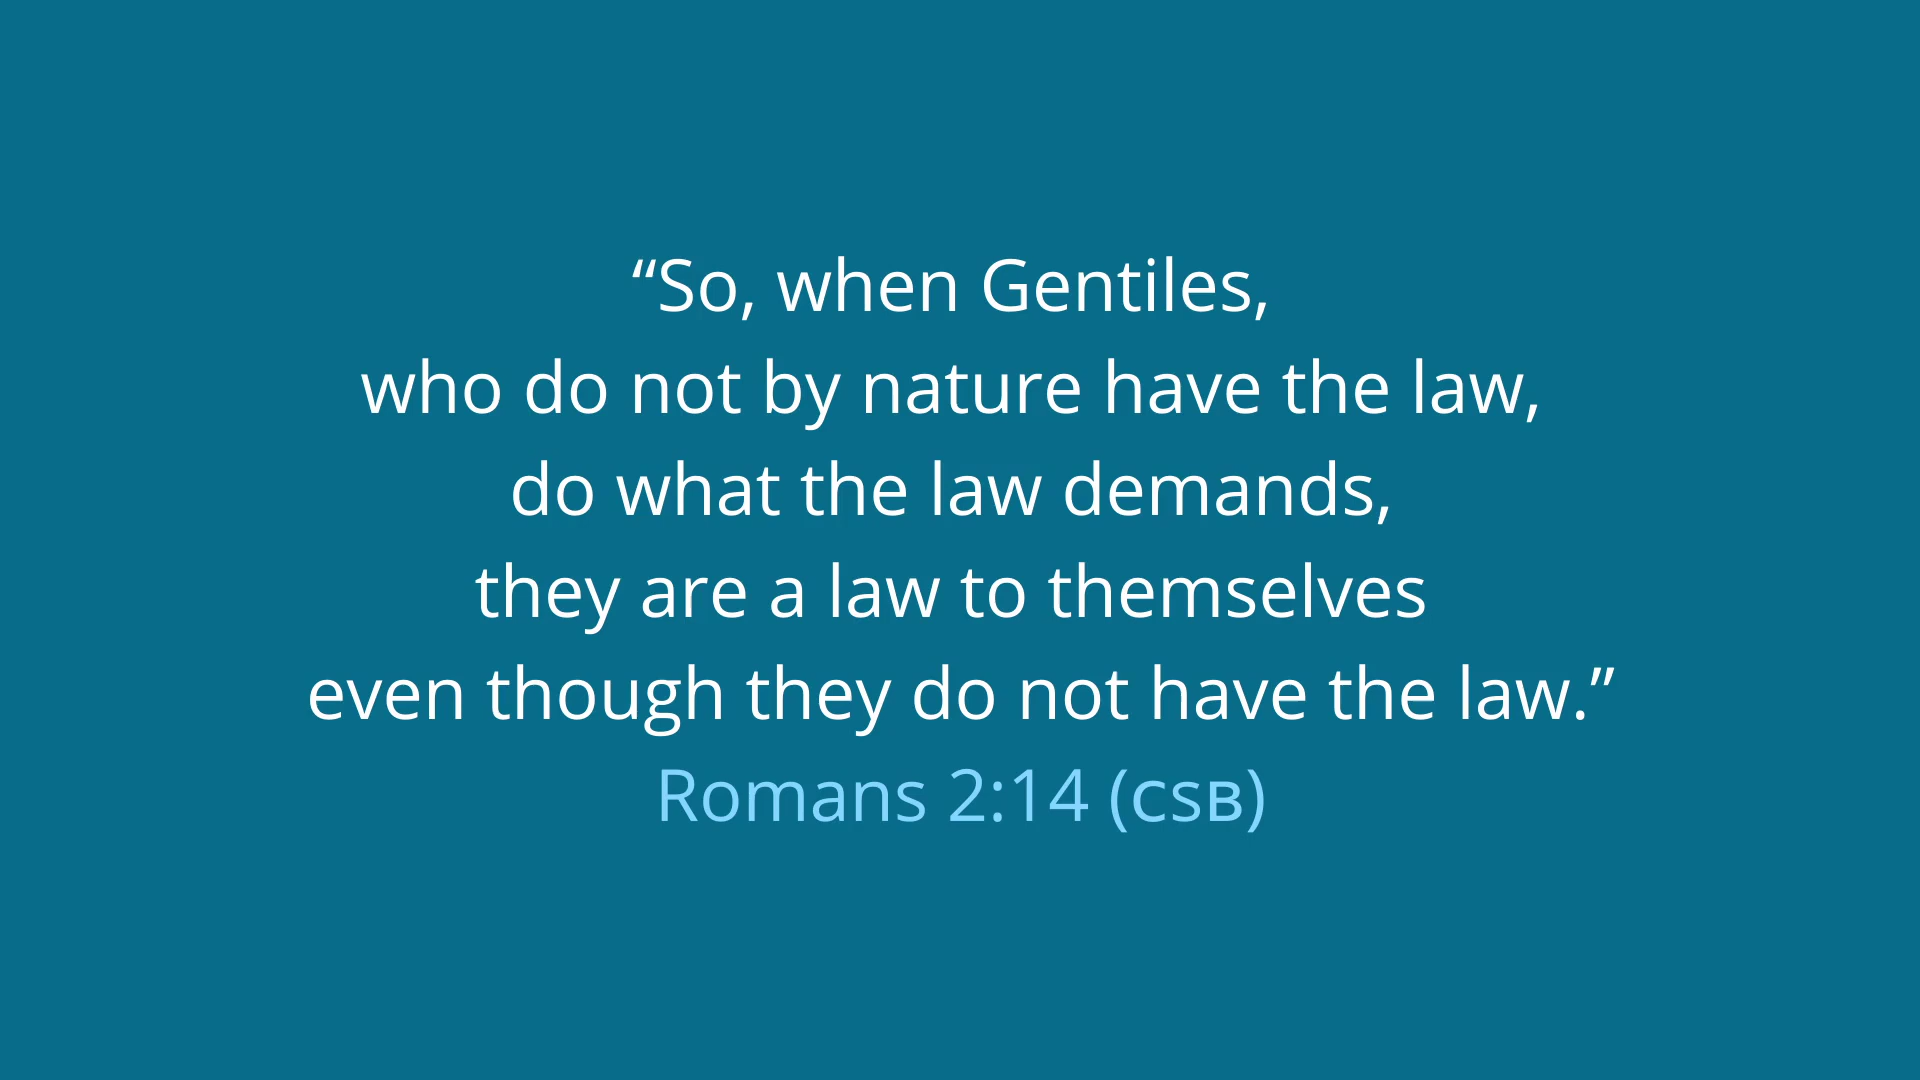 “So, when Gentiles,
who do not by nature have the law,
do what the law demands,
they are a law to themselves
even though they do not have the law.”
Romans 2:14 (ᴄsʙ)